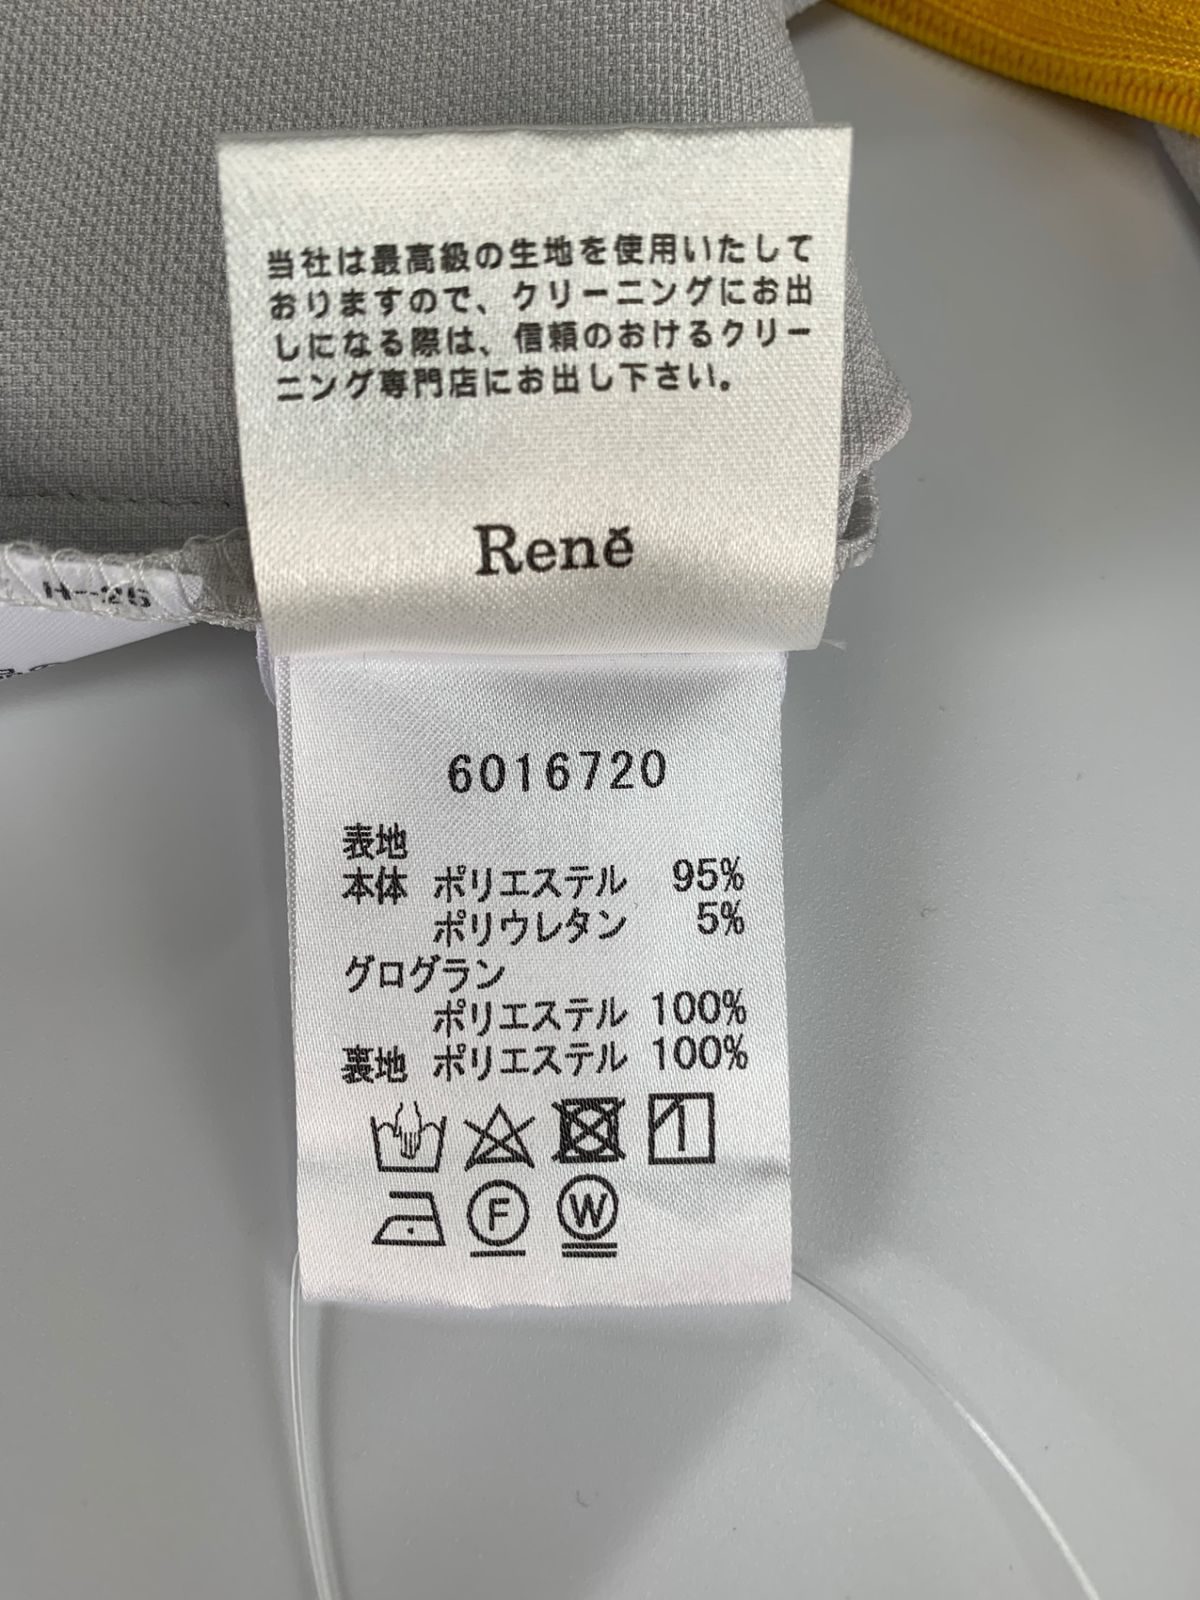 当社は最高級の生地を使用いたして
おりますので、クリーニングにお出
しになる際は、信頼のおけるクリー
ニング専門店にお出し下さい。
Reně
H--26
6016720
表地
本体 ポリエステル 95%
ポリウレタン 5%
グログラン
ポリエステル 100%
裏地 ポリエステル 100%
F W